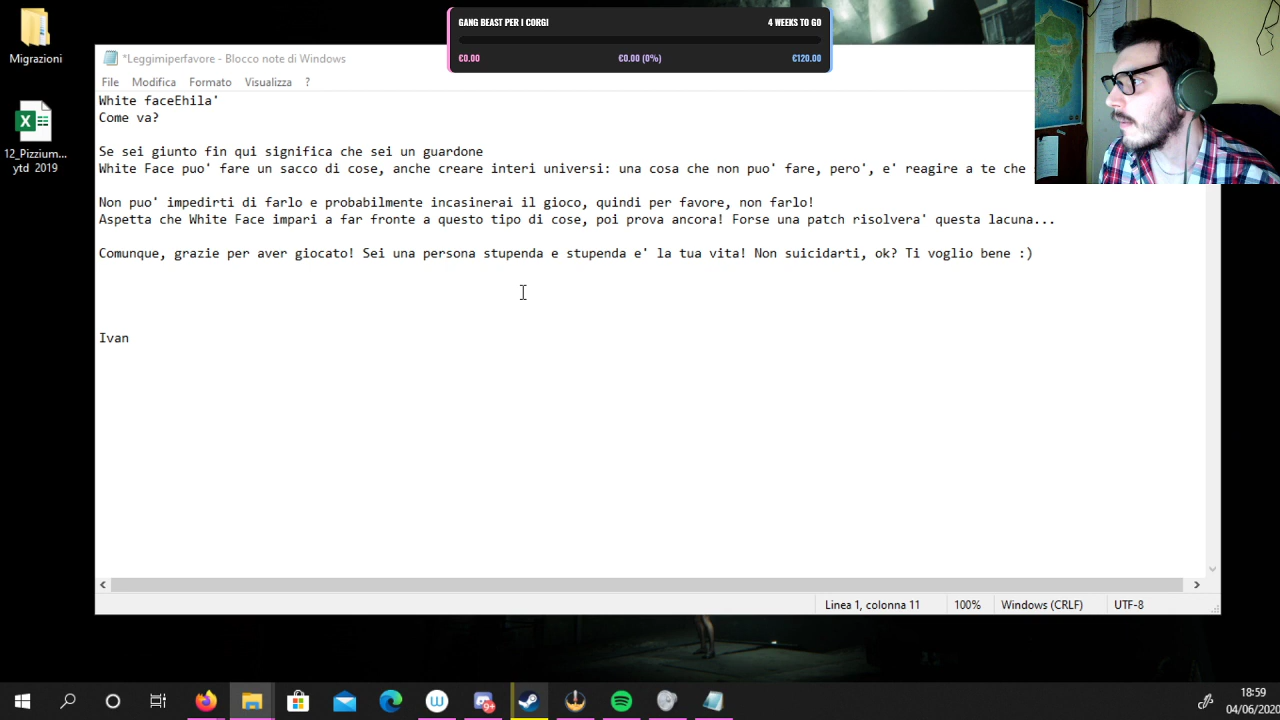 GANG BEAST PER I CORGI
4 WEEKS TO GO
€0.00
€0.00 (0%)
€120.00
Migrazioni
12_Pizzium...
ytd 2019
*Leggimiperfavore - Blocco note di Windows
File Modifica Formato Visualizza ?
White faceEhila'
Come va?
Se sei giunto fin qui significa che sei un guardone
White Face puo' fare un sacco di cose, anche creare interi universi: una cosa che non puo' fare, pero', e' reagire a te che
Non puo' impedirti di farlo e probabilmente incasinerai il gioco, quindi per favore, non farlo!
Aspetta che White Face impari a far fronte a questo tipo di cose, poi prova ancora! Forse una patch risolvera' questa lacuna...
Comunque, grazie per aver giocato! Sei una persona stupenda e stupenda e' la tua vita! Non suicidarti, ok? Ti voglio bene :)
Ivan
Linea 1, colonna 11
100%
Windows (CRLF)
UTF-8
18:59
04/06/2020